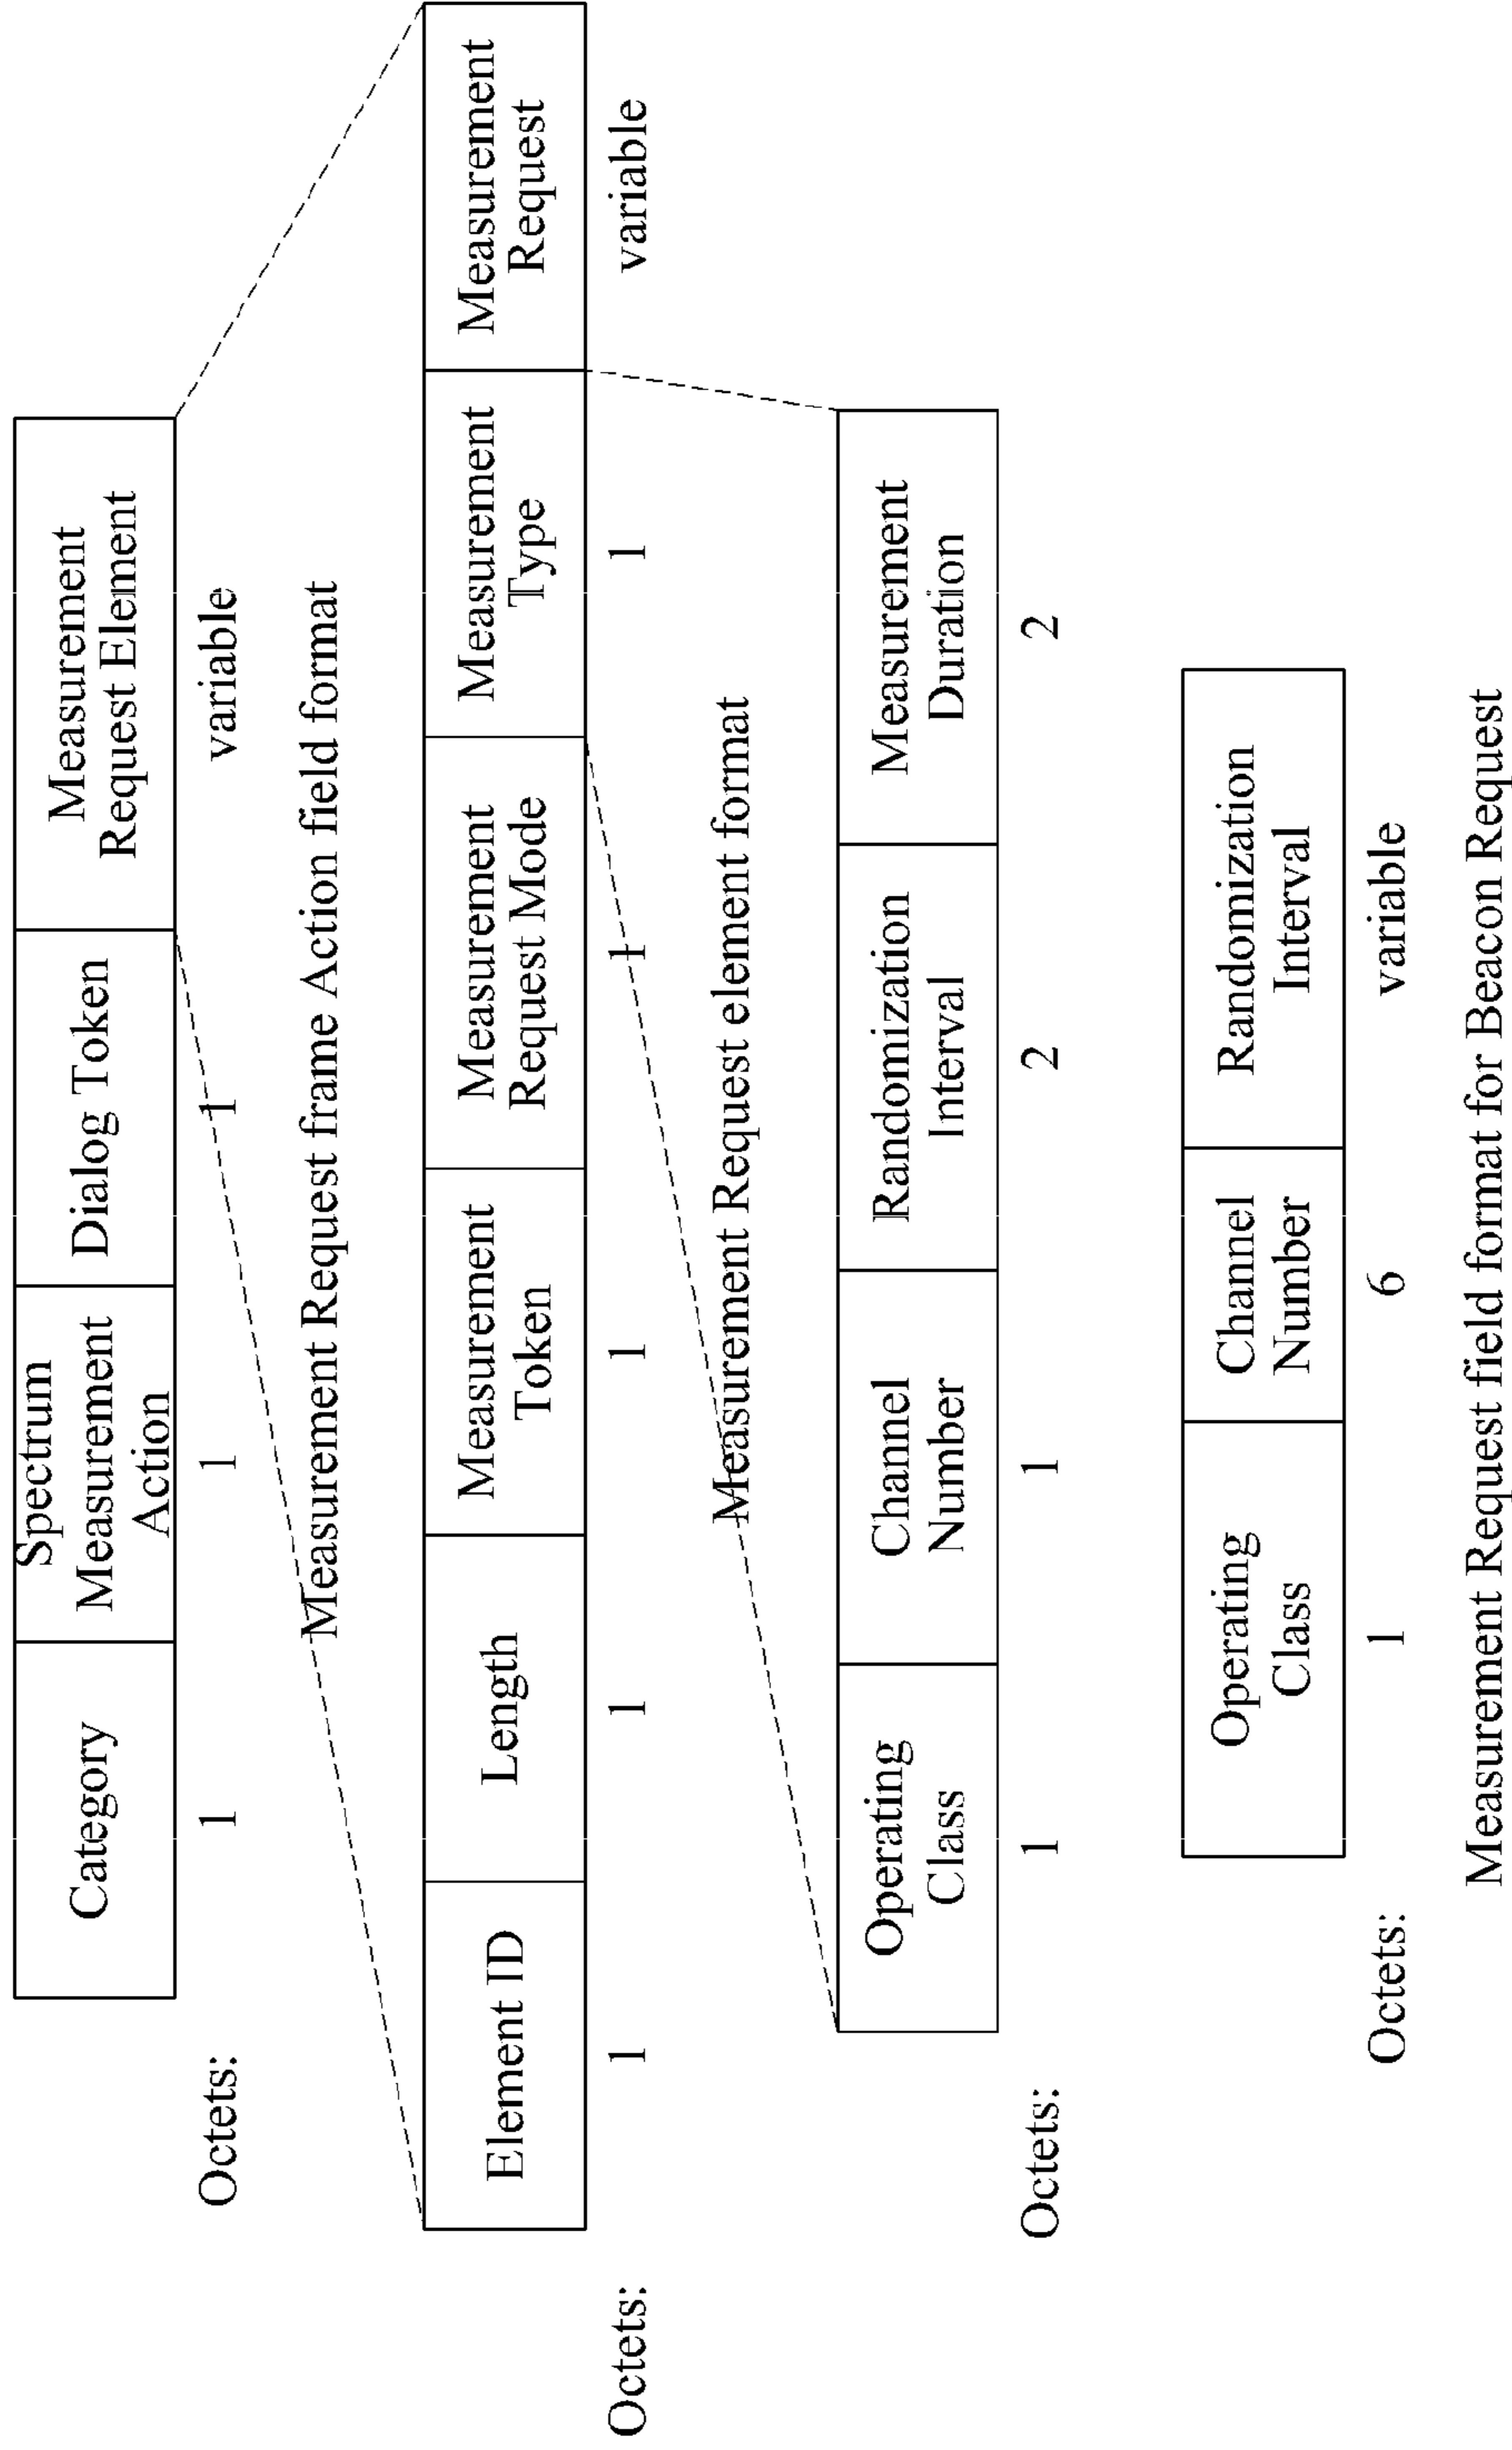 Category
Spectrum
Measurement
Action
Dialog Token
Measurement
Request Element
Octets:
1
1
1
variable
Measurement Request frame Action field format
Element ID
Length
Measurement
Token
Measurement
Request Mode
Measurement
Type
Measurement
Request
Octets:
1
1
1
1
1
variable
Measurement Request element format
Operating
Class
Channel
Number
Randomization
Interval
Measurement
Duration
Octets:
1
1
2
2
Operating
Class
Channel
Number
Randomization
Interval
Octets:
1
6
variable
Measurement Request field format for Beacon Request